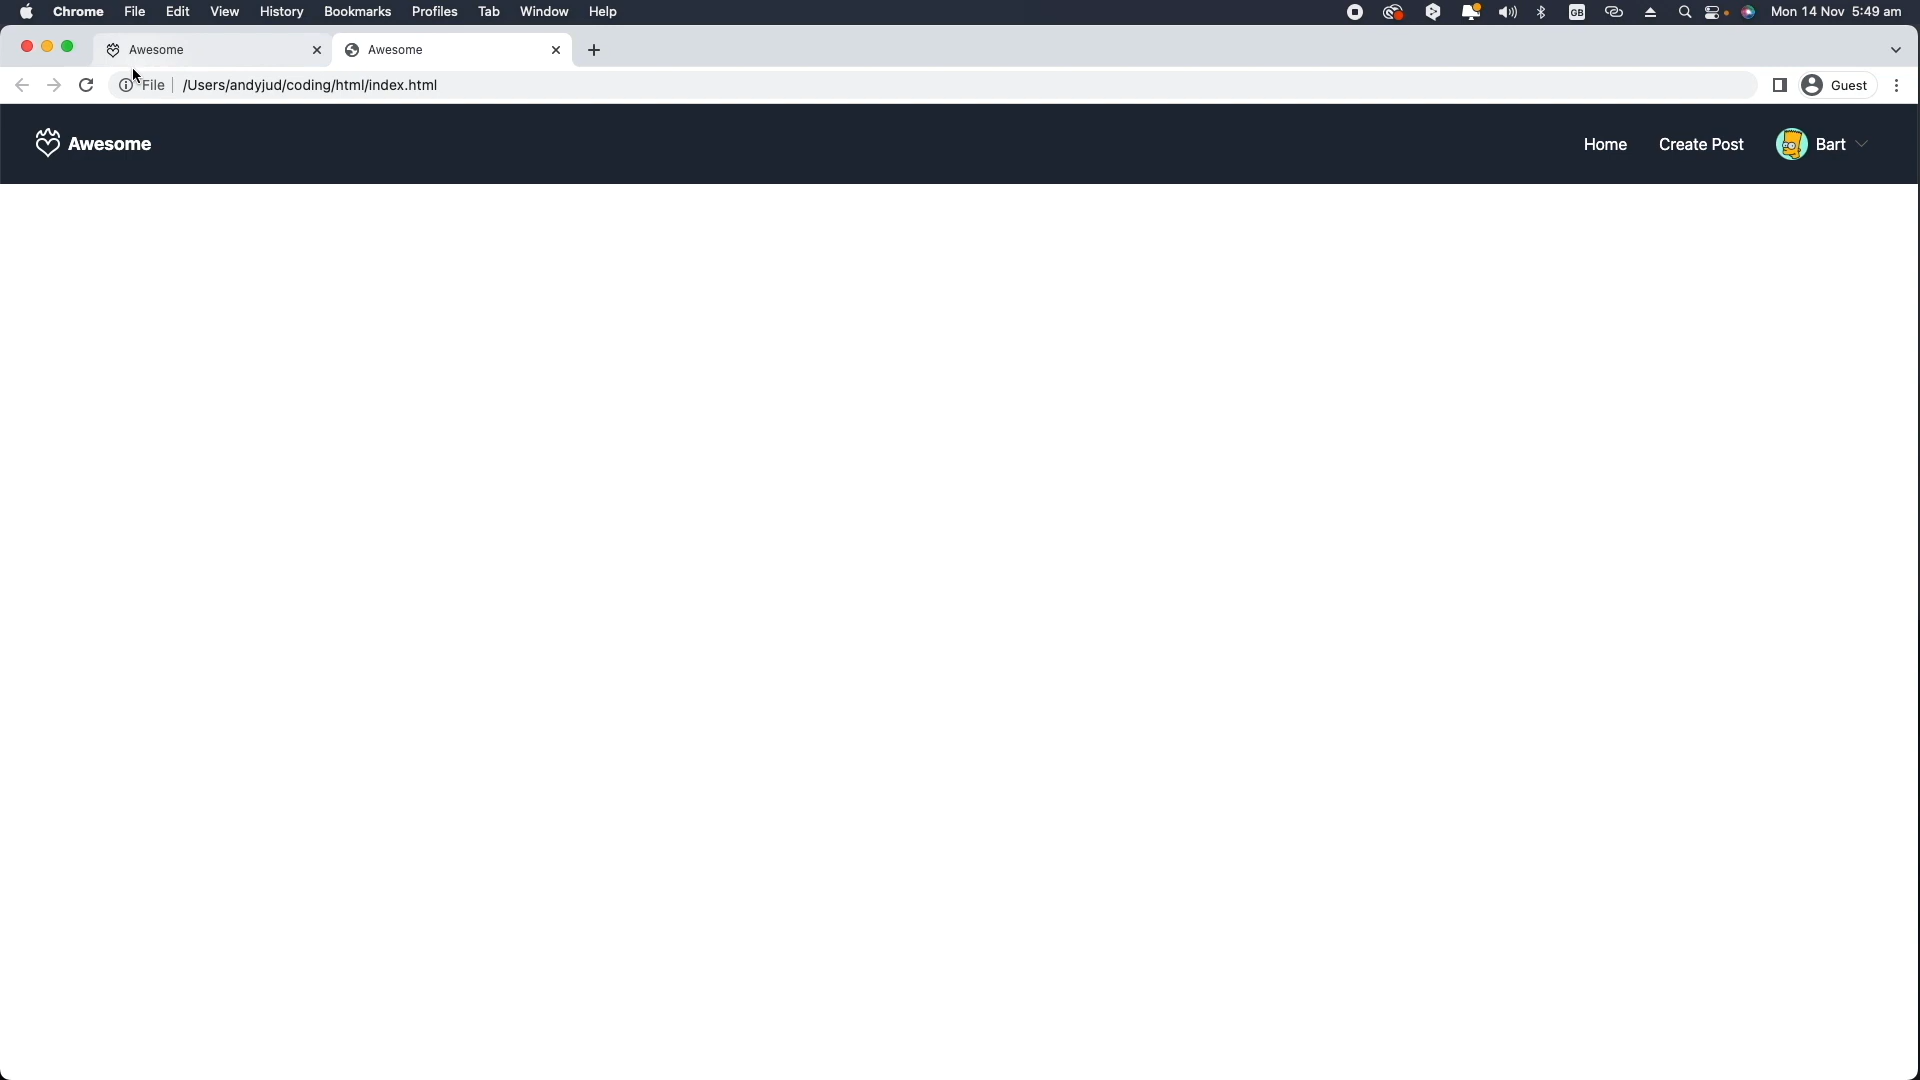 Chrome File Edit View History Bookmarks Profiles Tab Window Help GB Mon 14 Nov 5:49 am
Awesome Awesome
File /Users/andyjud/coding/html/index.html Guest
Awesome Home Create Post Bart